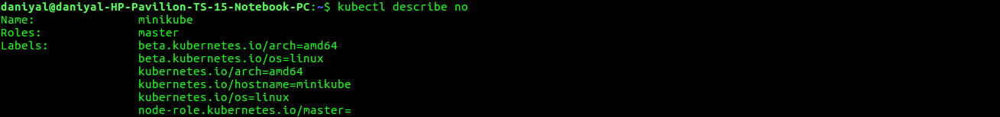 daniyal@daniyal-HP-Pavilion-TS-15-Notebook-PC:~$ kubectl describe no
Name:               minikube
Roles:              master
Labels:             beta.kubernetes.io/arch=amd64
                    beta.kubernetes.io/os=linux
                    kubernetes.io/arch=amd64
                    kubernetes.io/hostname=minikube
                    kubernetes.io/os=linux
                    node-role.kubernetes.io/master=